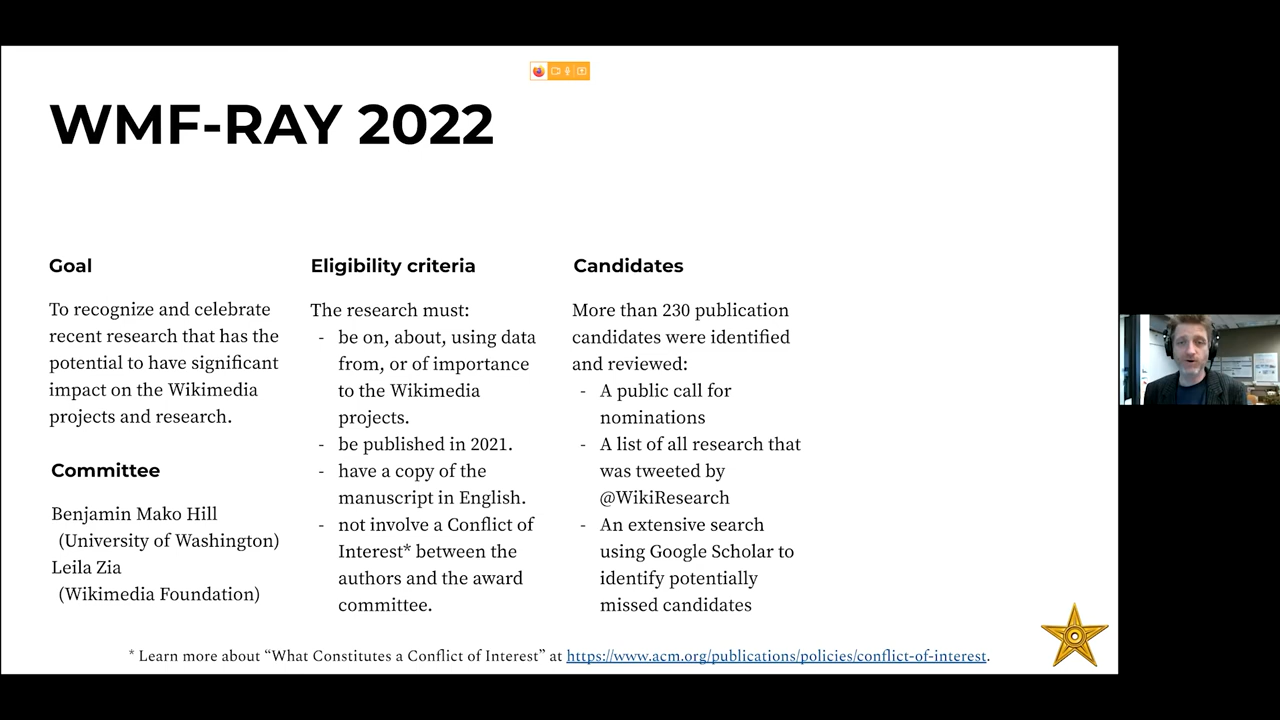 WMF-RAY 2022
Goal
To recognize and celebrate
recent research that has the
potential to have significant
impact on the Wikimedia
projects and research.
Committee
Benjamin Mako Hill
(University of Washington)
Leila Zia
(Wikimedia Foundation)
Eligibility criteria
The research must:
- be on, about, using data
from, or of importance
to the Wikimedia
projects.
- be published in 2021.
- have a copy of the
manuscript in English.
- not involve a Conflict of
Interest* between the
authors and the award
committee.
Candidates
More than 230 publication
candidates were identified
and reviewed:
- A public call for
nominations
- A list of all research that
was tweeted by
@WikiResearch
- An extensive search
using Google Scholar to
identify potentially
missed candidates
* Learn more about “What Constitutes a Conflict of Interest” at https://www.acm.org/publications/policies/conflict-of-interest.